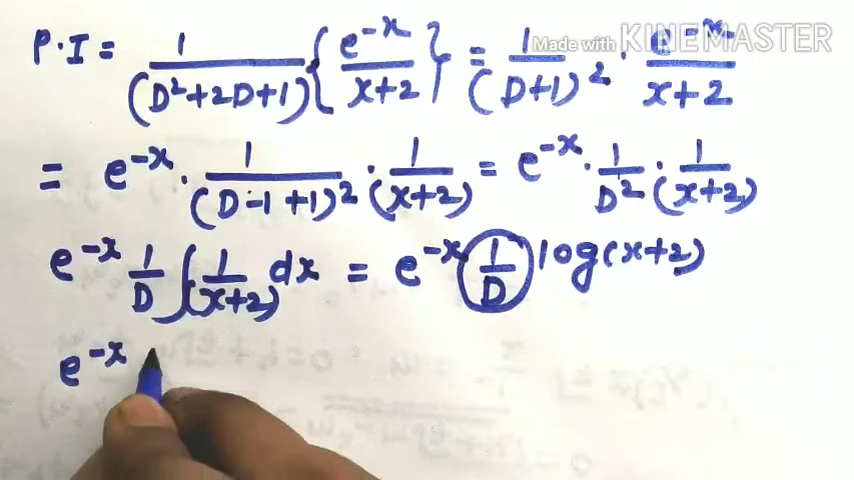 P.I = 1/(D²+2D+1) {e^-x/(x+2)} = 1/(D+1)² · e^-x/(x+2)
Made with KINEMASTER
= e^-x · 1/(D-1+1)² · 1/(x+2) = e^-x · 1/D² · 1/(x+2)
e^-x 1/D ∫ 1/(x+2) dx = e^-x (1/D) log(x+2)
e^-x